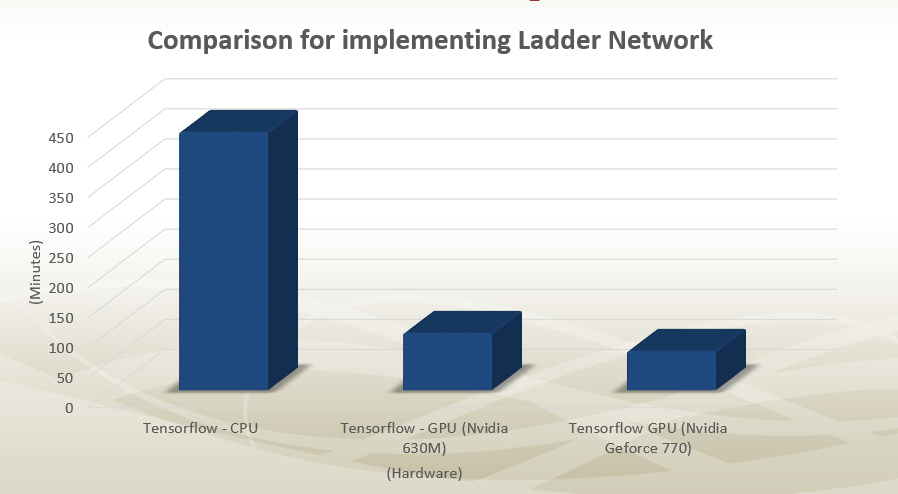 Comparison for implementing Ladder Network
450
400
350
300
250
200
150
100
50
0
(Minutes)
Tensorflow - CPU
Tensorflow - GPU (Nvidia
630M)
Tensorflow GPU (Nvidia
Geforce 770)
(Hardware)